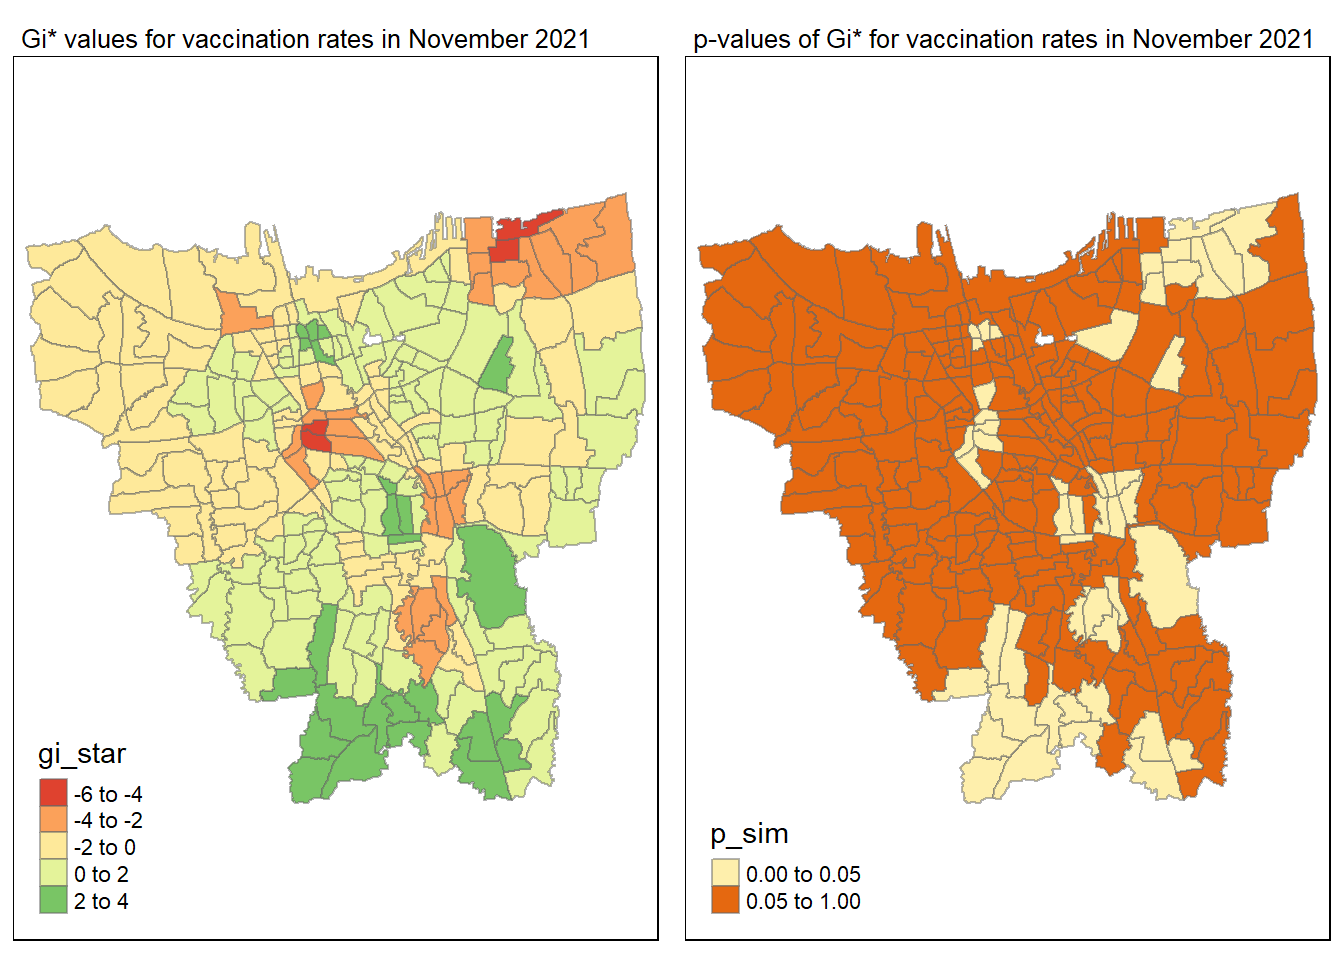 Gi* values for vaccination rates in November 2021
gi_star
-6 to -4
-4 to -2
-2 to 0
0 to 2
2 to 4
p-values of Gi* for vaccination rates in November 2021
p_sim
0.00 to 0.05
0.05 to 1.00